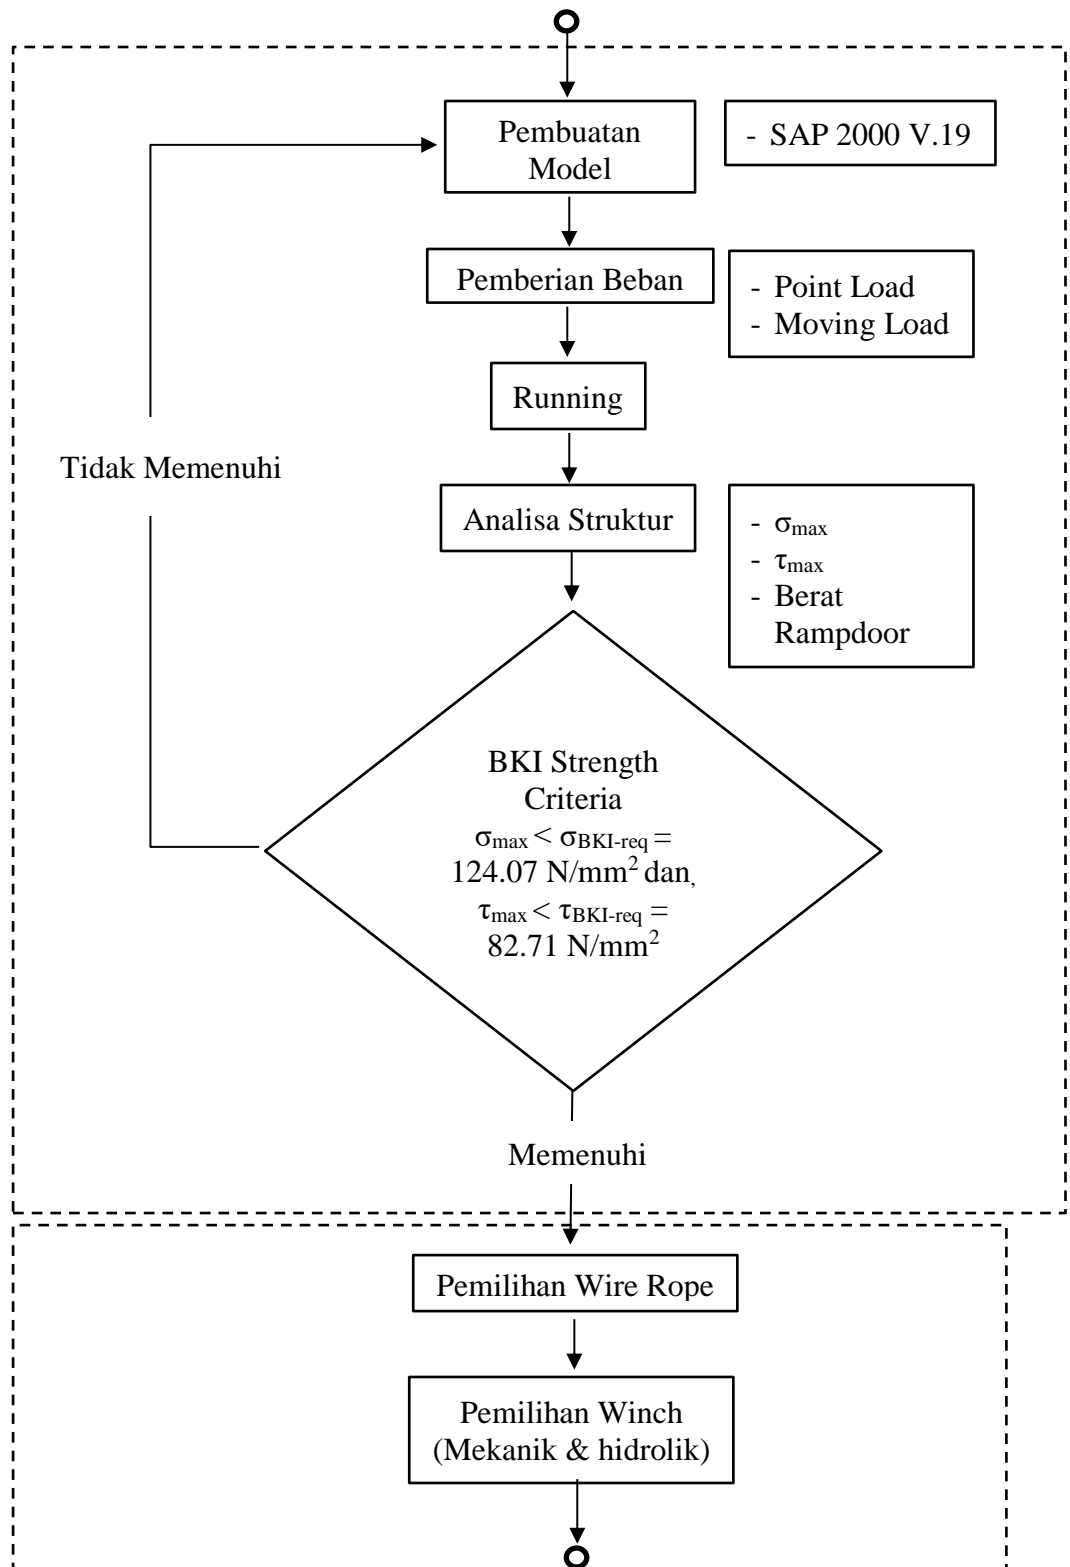 Pembuatan
Model
- SAP 2000 V.19
Pemberian Beban
- Point Load
- Moving Load
Running
Tidak Memenuhi
Analisa Struktur
- σmax
- τmax
- Berat
Rampdoor
BKI Strength
Criteria
σmax < σBKI-req =
124.07 N/mm² dan,
τmax < τBKI-req =
82.71 N/mm²
Memenuhi
Pemilihan Wire Rope
Pemilihan Winch
(Mekanik & hidrolik)